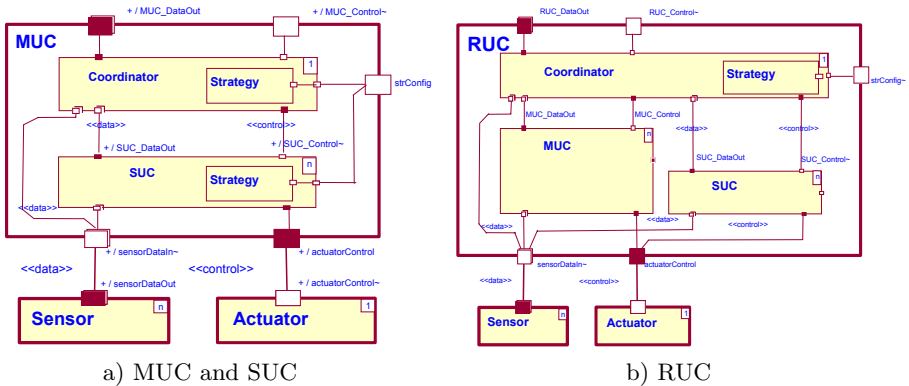 + / MUC_DataOut
+ / MUC_Control~
MUC
1
Coordinator
Strategy
strConfig
<<data>>
<<control>>
+ / SUC_DataOut
+ / SUC_Control~
n
SUC
Strategy
<<data>>
+ / sensorDataIn~
+ / actuatorControl
<<data>>
<<control>>
+ / sensorDataOut
+ / actuatorControl~
Sensor
n
Actuator
1
a) MUC and SUC
RUC_DataOut
RUC_Control~
RUC
1
Coordinator
Strategy
strConfig~
MUC_DataOut
MUC_Control
<<data>>
<<control>>
n
MUC
SUC_DataOut
SUC_Control~
n
SUC
<<data>>
<<data>>
<<control>>
sensorDataIn~
actuatorControl
<<data>>
<<control>>
Sensor
n
Actuator
1
b) RUC